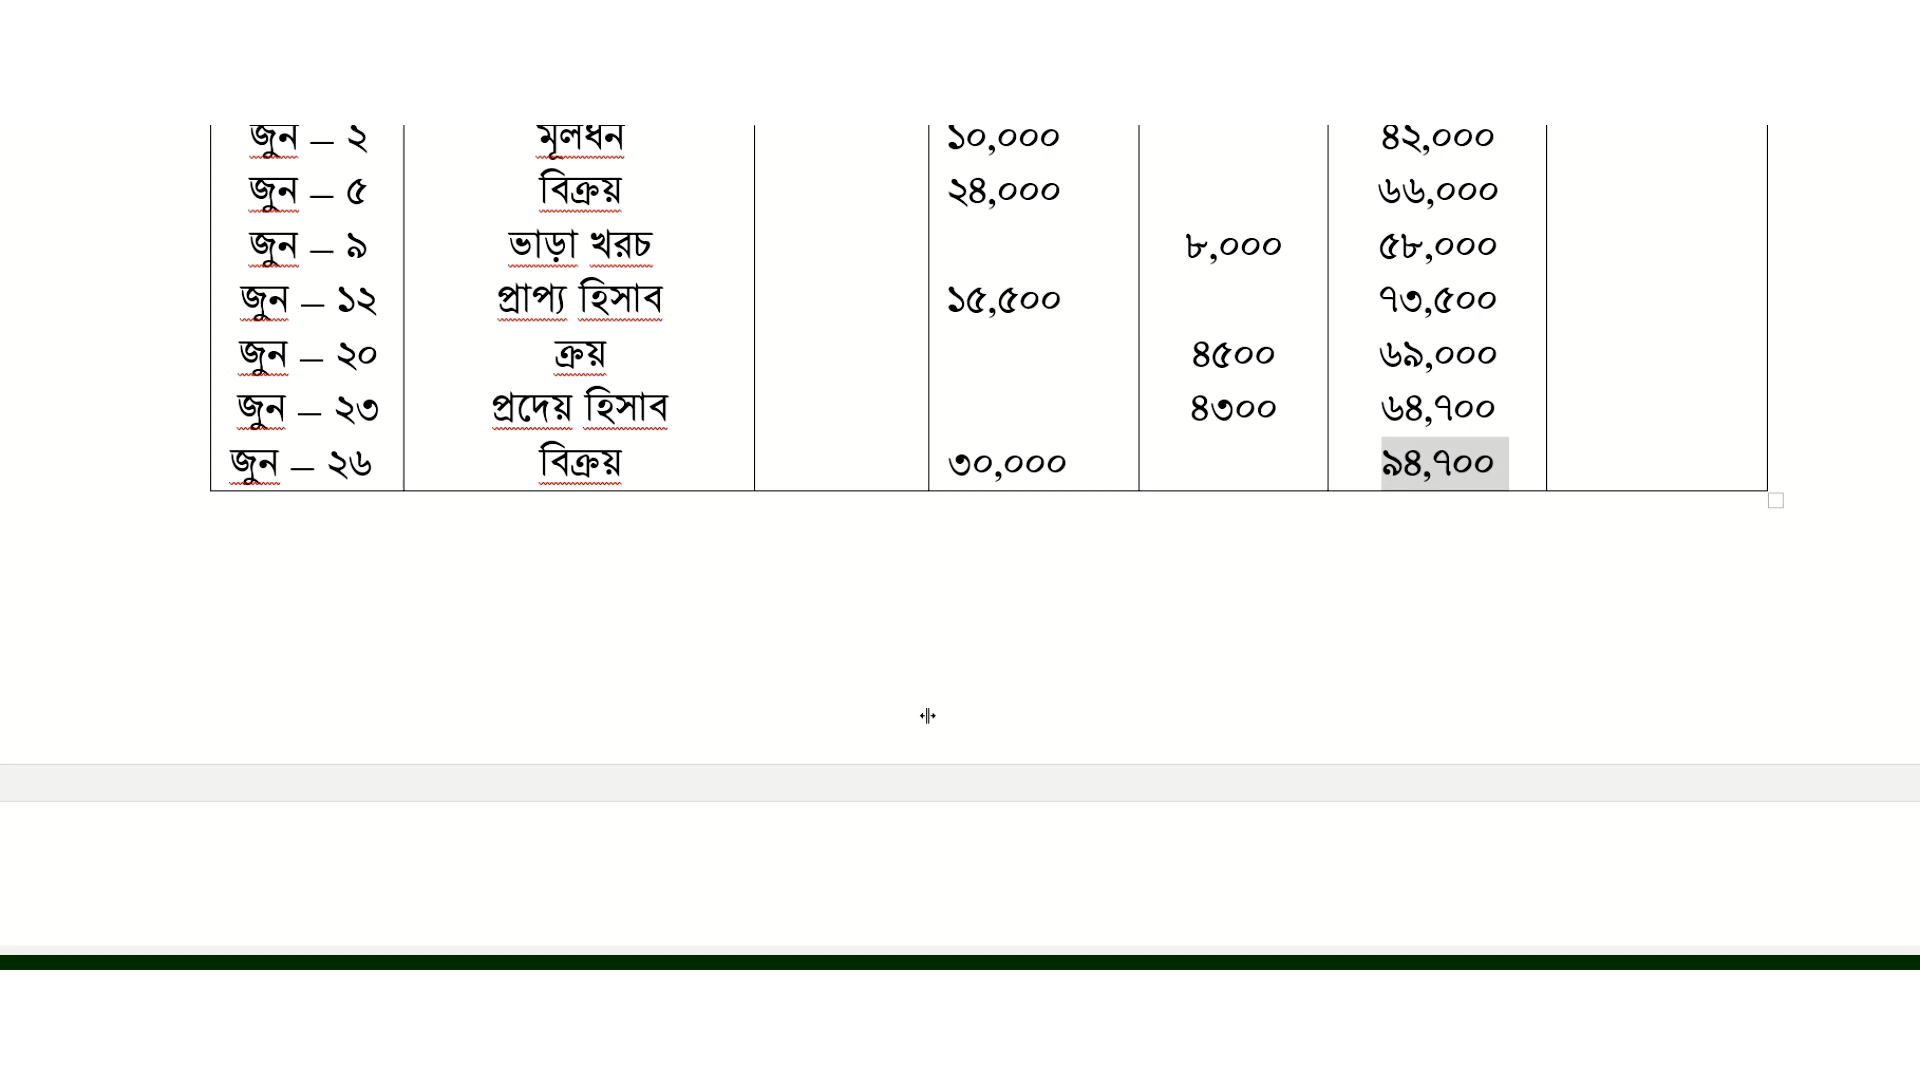 জুন – ২ মূলধন ১০,০০০ ৪২,০০০
জুন – ৫ বিক্রয় ২৪,০০০ ৬৬,০০০
জুন – ৯ ভাড়া খরচ ৮,০০০ ৫৮,০০০
জুন – ১২ প্রাপ্য হিসাব ১৫,৫০০ ৭৩,৫০০
জুন – ২০ ক্রয় ৪৫০০ ৬৯,০০০
জুন – ২৩ প্রদেয় হিসাব ৪৩০০ ৬৪,৭০০
জুন – ২৬ বিক্রয় ৩০,০০০ ৯৪,৭০০